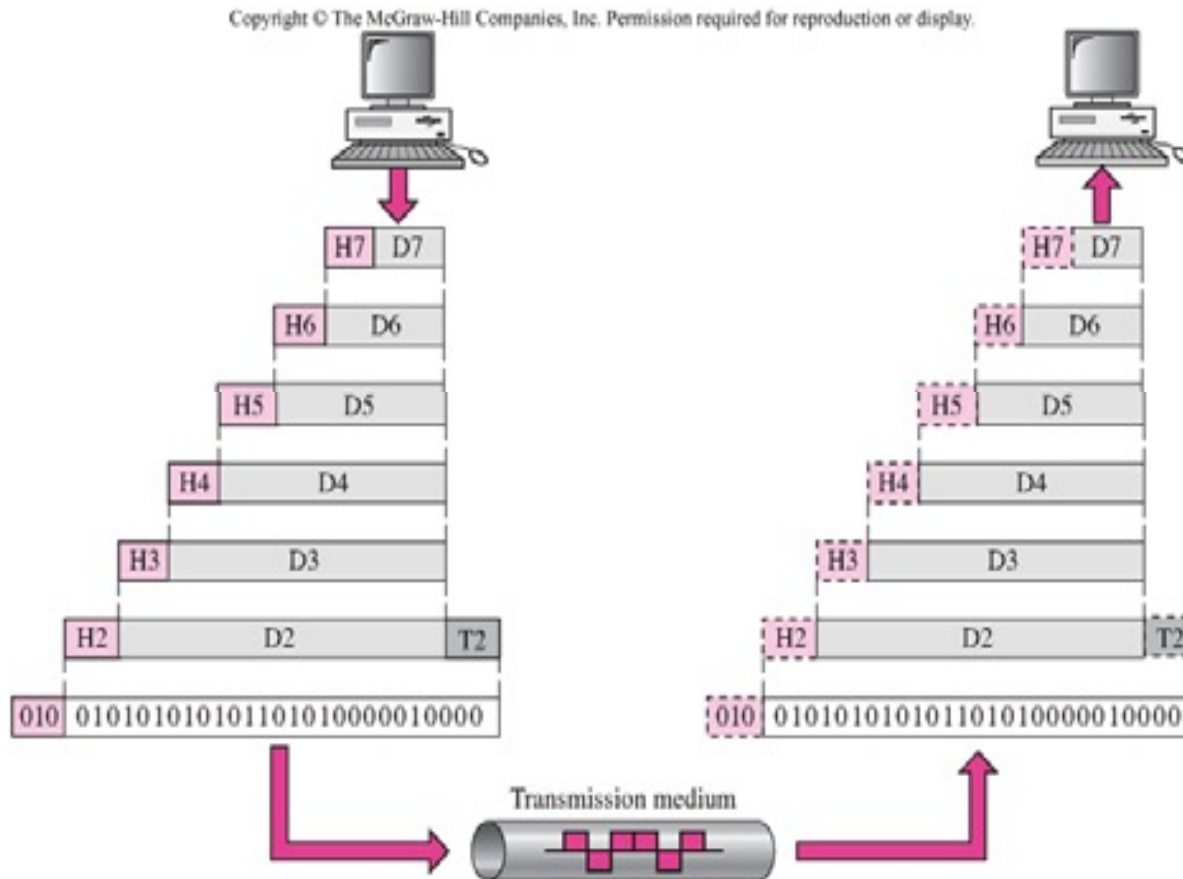 Copyright © The McGraw-Hill Companies, Inc. Permission required for reproduction or display.
H7 D7 H7 D7
H6 D6 H6 D6
H5 D5 H5 D5
H4 D4 H4 D4
H3 D3 H3 D3
H2 D2 T2 H2 D2 T2
010 010101010101101010000010000 010 010101010101101010000010000
Transmission medium